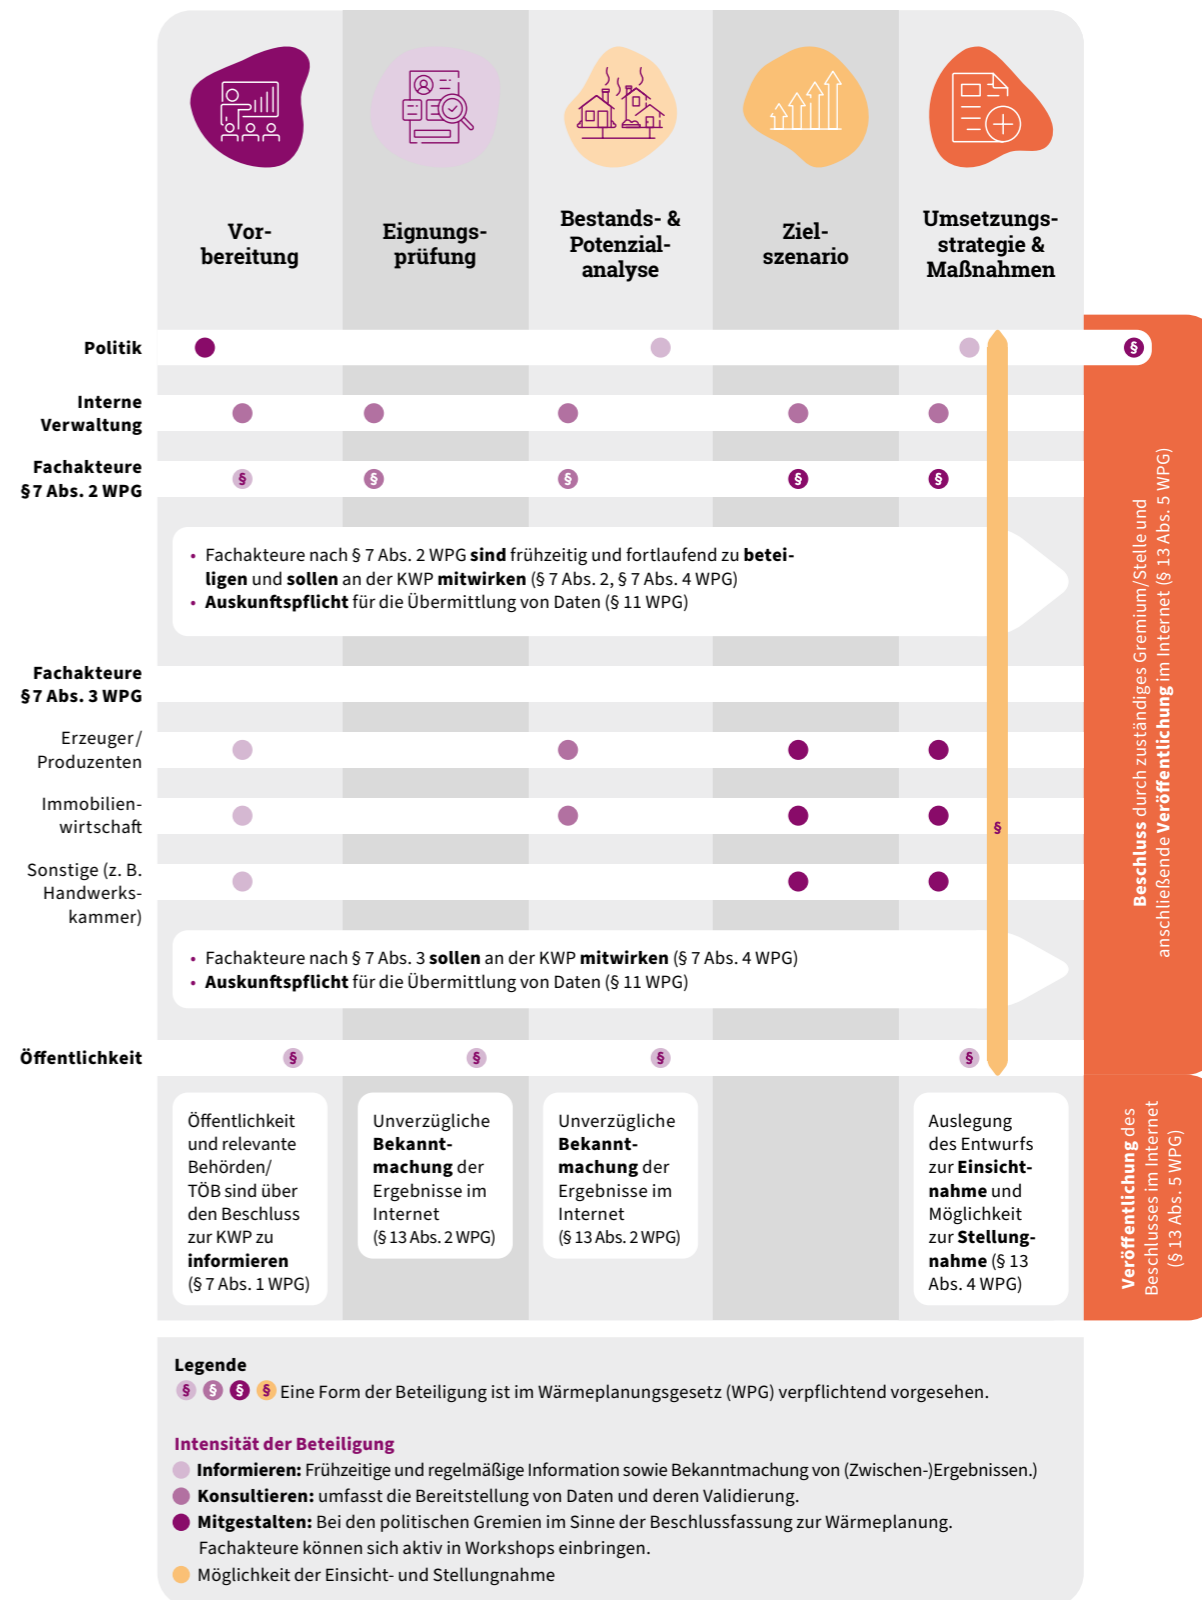 Vor-
bereitung
Eignungs-
prüfung
Bestands- &
Potenzial-
analyse
Ziel-
szenario
Umsetzungs-
strategie &
Maßnahmen
Politik
§
Interne
Verwaltung
Fachakteure
§ 7 Abs. 2 WPG
§ § § § §
• Fachakteure nach § 7 Abs. 2 WPG sind frühzeitig und fortlaufend zu betei-
ligen und sollen an der KWP mitwirken (§ 7 Abs. 2, § 7 Abs. 4 WPG)
• Auskunftspflicht für die Übermittlung von Daten (§ 11 WPG)
Fachakteure
§ 7 Abs. 3 WPG
Erzeuger/
Produzenten
Immobilien-
wirtschaft
§
Sonstige (z. B.
Handwerks-
kammer)
• Fachakteure nach § 7 Abs. 3 sollen an der KWP mitwirken (§ 7 Abs. 4 WPG)
• Auskunftspflicht für die Übermittlung von Daten (§ 11 WPG)
Beschluss durch zuständiges Gremium/Stelle und
anschließende Veröffentlichung im Internet (§ 13 Abs. 5 WPG)
Öffentlichkeit
§ § § §
Öffentlichkeit
und relevante
Behörden/
TÖB sind über
den Beschluss
zur KWP zu
informieren
(§ 7 Abs. 1 WPG)
Unverzügliche
Bekannt-
machung der
Ergebnisse im
Internet
(§ 13 Abs. 2 WPG)
Unverzügliche
Bekannt-
machung der
Ergebnisse im
Internet
(§ 13 Abs. 2 WPG)
Auslegung
des Entwurfs
zur Einsicht-
nahme und
Möglichkeit
zur Stellung-
nahme (§ 13
Abs. 4 WPG)
Veröffentlichung des
Beschlusses im Internet
(§ 13 Abs. 5 WPG)
Legende
§ § § § Eine Form der Beteiligung ist im Wärmeplanungsgesetz (WPG) verpflichtend vorgesehen.
Intensität der Beteiligung
Informieren: Frühzeitige und regelmäßige Information sowie Bekanntmachung von (Zwischen-)Ergebnissen.)
Konsultieren: umfasst die Bereitstellung von Daten und deren Validierung.
Mitgestalten: Bei den politischen Gremien im Sinne der Beschlussfassung zur Wärmeplanung.
Fachakteure können sich aktiv in Workshops einbringen.
Möglichkeit der Einsicht- und Stellungnahme